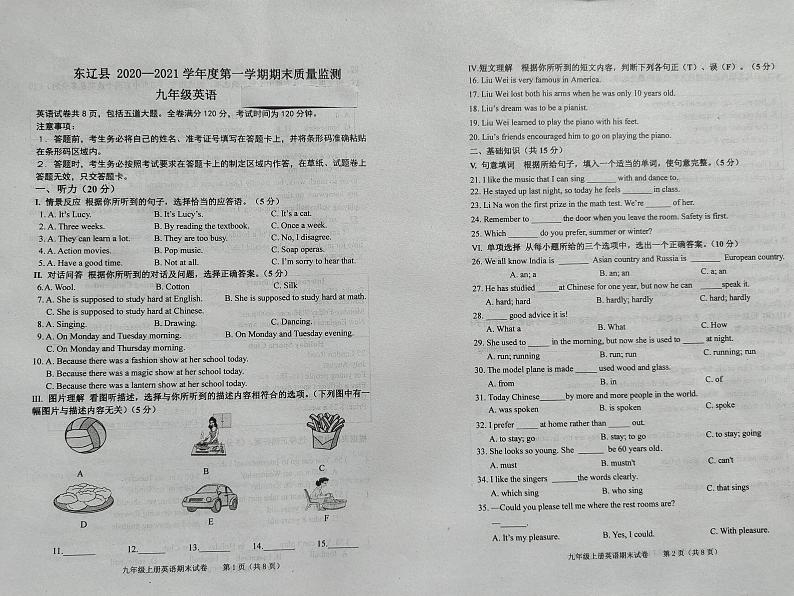 东辽县 2020—2021 学年度第一学期期末质量监测
九年级英语
英语试卷共 8 页，包括五道大题。全卷满分 120 分，考试时间为 120 分钟。
注意事项：
1．答题前，考生务必将自己的姓名、准考证号填写在答题卡上，并将条形码准确粘贴
在条形码区域内。
2．答题时，考生务必按照考试要求在答题卡上的制定区域内作答，在草纸、试题卷上
答题无效，只交答题卡。
一、 听力（20 分）
I. 情景反应 根据你所听到的句子，选择恰当的应答语。（5 分）
1. A. It's Lucy. B. It's Lucy's. C. It's a cat.
2. A. Three weeks. B. By reading the textbook. C. Once a week.
3. A. They can learn a lot. B. They are too busy. C. No, I disagree.
4. A. Action movies. B. Pop music. C. Soap operas.
5. A. Have a good time. B. Not at all. C. I'm sorry to hear that.
II. 对话问答 根据你所听到的对话及问题，选择正确答案。（5 分）
6.A. Wool. B. Cotton C. Silk
7. A. She is supposed to study hard at English. B. She is supposed to study hard at math.
C. She is supposed to study hard at Chinese.
8. A. Singing. B. Drawing. C. Dancing.
9. A. On Monday and Tuesday morning. B. On Monday and Tuesday evening.
C. On Monday and Thursday morning.
10. A. Because there was a fashion show at her school today.
B. Because there was a magic show at her school today.
C. Because there was a lantern show at her school today.
III. 图片理解 看图听描述，选择与你所听到的描述内容相符合的选项。（下列图中有一
幅图片与描述内容无关）（5 分）
A B C
D E F
11.______ 12.______ 13.______ 14.______ 15.______
九年级上册英语期末试卷 第 1 页（共 8 页）
IV.短文理解 根据你所听到的短文内容，判断下列各句正（T）、误（F）。（5 分）
16. Liu Wei is very famous in America.
17. Liu Wei lost both his arms when he was only 10 years old.
18. Liu's dream was to be a pianist.
19. Liu Wei learned to play the piano with his feet.
20. Liu's friends encouraged him to go on playing the piano.
二、基础知识（共 15 分）
V. 句意填词 根据所给句子，填入一个适当的单词，使句意完整。（5 分）
21. I like the music that I can sing ______ with and dance to.
22. He stayed up last night, so today he feels ______ in class.
23. Li Na won the first prize in the math test. We're ______ of her.
24. Remember to ______ the door when you leave the room. Safety is first.
25. Which ______ do you prefer, summer or winter?
VI. 单项选择 从每小题所给的三个选项中，选出一个正确答案。（10 分）
26. We all know India is ______ Asian country and Russia is ______ European country.
A. an; a B. an; an C. a; an
27. He has studied ______at Chinese for one year, but now he can ______speak it.
A. hard; hard B. hardly; hardly C. hard; hardly
28. ______ good advice it is!
A. What a B. What C. How
29. She used to ______ in the morning, but now she is used to ______ at night.
A. run; running B. run; run C. running; run
30. The model plane is made ______ used wood and glass.
A. from B. in C. of
31. Today Chinese______by more and more people in the world.
A. was spoken B. is spoken C. spoke
32. I prefer ______ at home rather than ______ out.
A. to stay; go B. stay; to go C. to stay; going
33. She looks so young. She ______ be 60 years old.
A. must B. mustn't C. can't
34. I like the singers ______the words clearly.
A. which sing B. who sing C. that sings
35. —Could you please tell me where the rest rooms are?
—______.
A. It's my pleasure. B. Yes, I could. C. With pleasure.
九年级上册英语期末试卷 第 2 页（共 8 页）